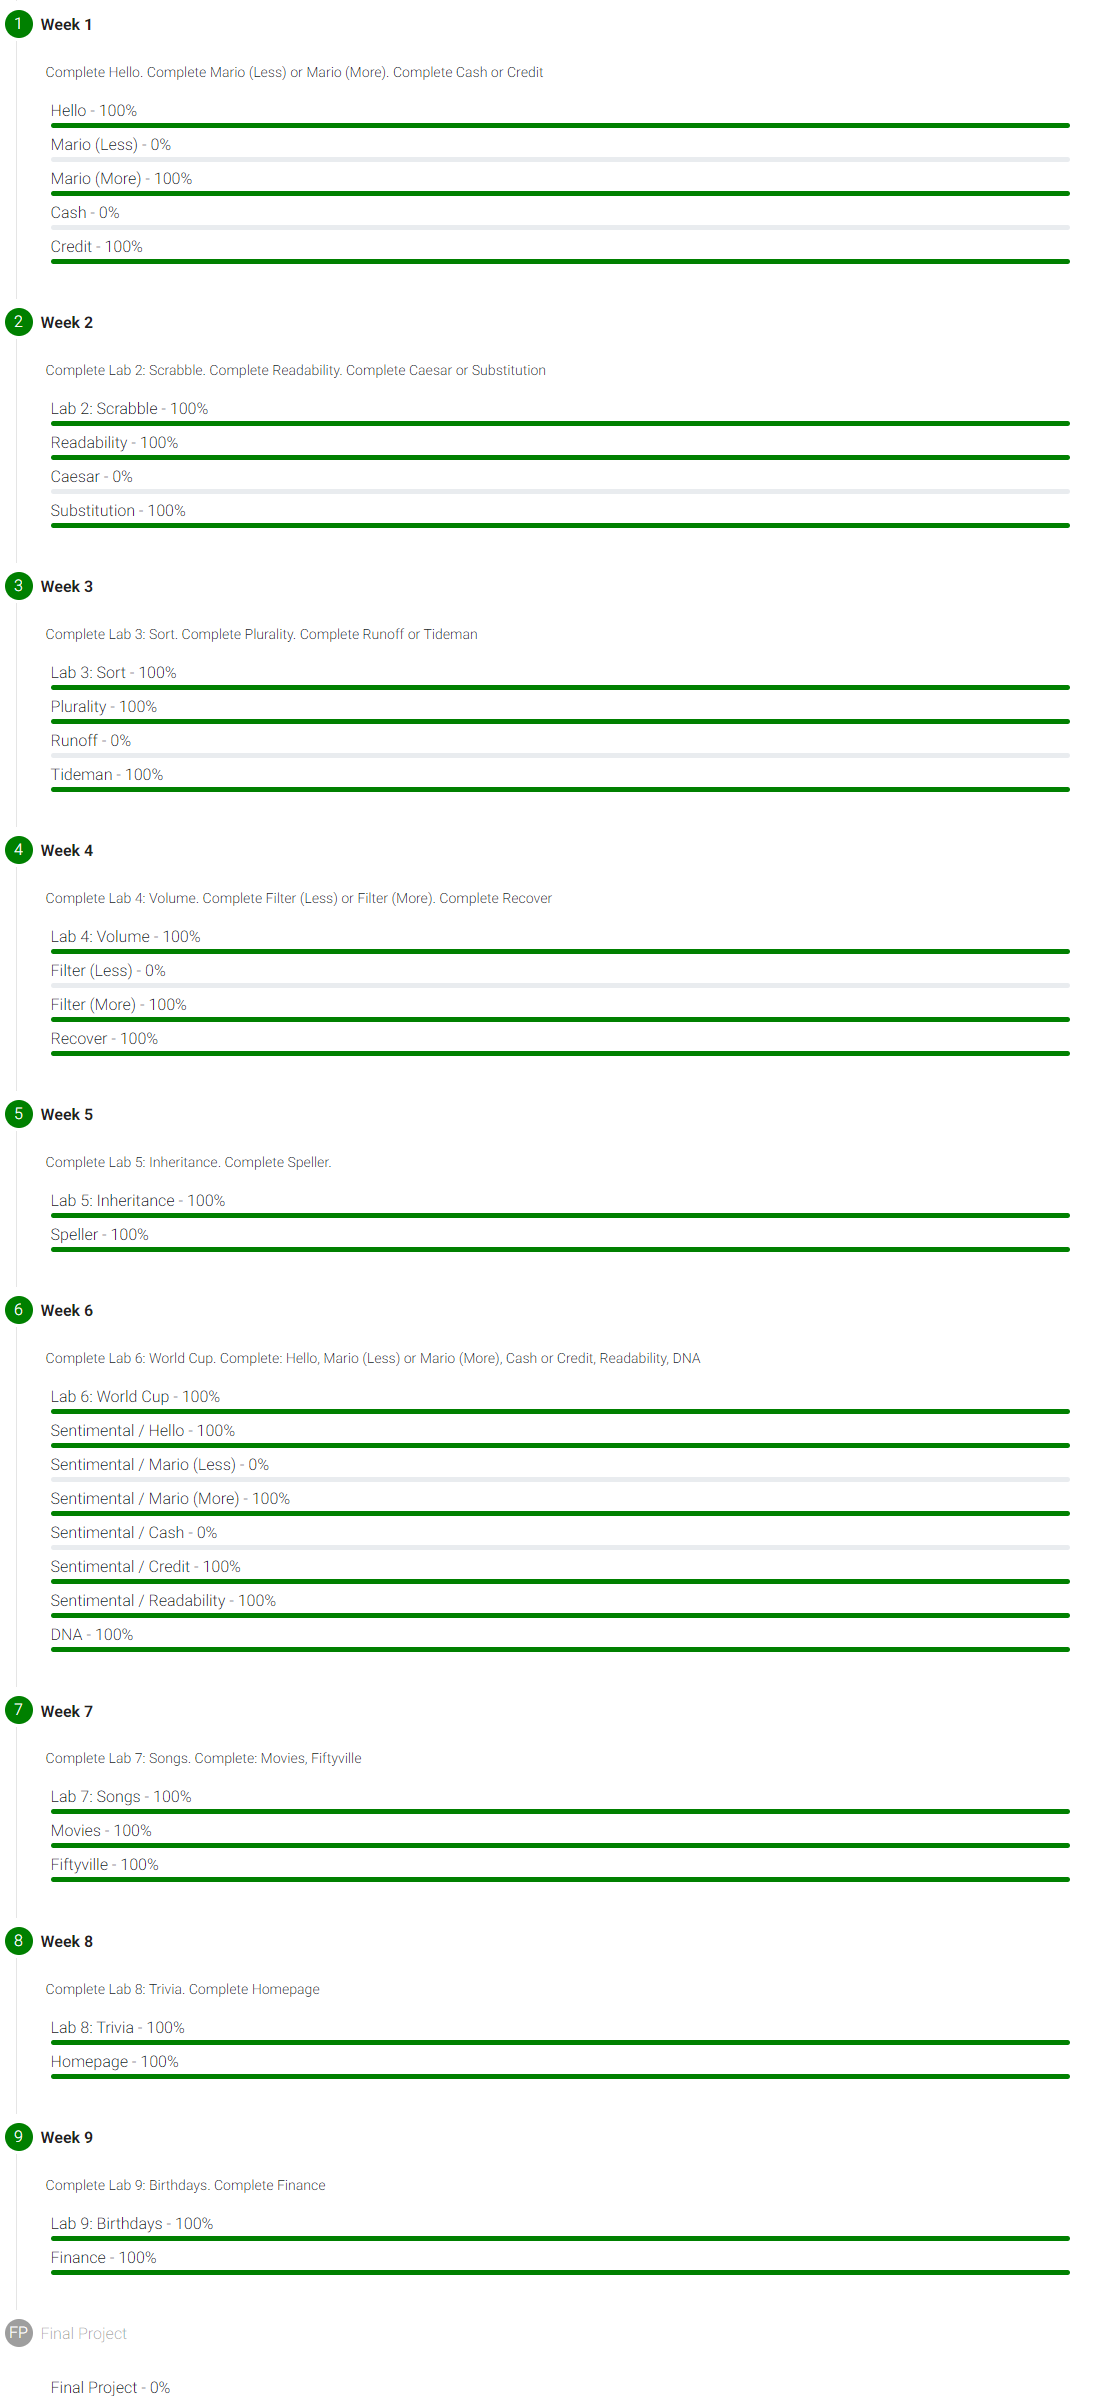 1 Week 1
Complete Hello. Complete Mario (Less) or Mario (More). Complete Cash or Credit
Hello - 100%
Mario (Less) - 0%
Mario (More) - 100%
Cash - 0%
Credit - 100%
2 Week 2
Complete Lab 2: Scrabble. Complete Readability. Complete Caesar or Substitution
Lab 2: Scrabble - 100%
Readability - 100%
Caesar - 0%
Substitution - 100%
3 Week 3
Complete Lab 3: Sort. Complete Plurality. Complete Runoff or Tideman
Lab 3: Sort - 100%
Plurality - 100%
Runoff - 0%
Tideman - 100%
4 Week 4
Complete Lab 4: Volume. Complete Filter (Less) or Filter (More). Complete Recover
Lab 4: Volume - 100%
Filter (Less) - 0%
Filter (More) - 100%
Recover - 100%
5 Week 5
Complete Lab 5: Inheritance. Complete Speller.
Lab 5: Inheritance - 100%
Speller - 100%
6 Week 6
Complete Lab 6: World Cup. Complete: Hello, Mario (Less) or Mario (More), Cash or Credit, Readability, DNA
Lab 6: World Cup - 100%
Sentimental / Hello - 100%
Sentimental / Mario (Less) - 0%
Sentimental / Mario (More) - 100%
Sentimental / Cash - 0%
Sentimental / Credit - 100%
Sentimental / Readability - 100%
DNA - 100%
7 Week 7
Complete Lab 7: Songs. Complete: Movies, Fiftyville
Lab 7: Songs - 100%
Movies - 100%
Fiftyville - 100%
8 Week 8
Complete Lab 8: Trivia. Complete Homepage
Lab 8: Trivia - 100%
Homepage - 100%
9 Week 9
Complete Lab 9: Birthdays. Complete Finance
Lab 9: Birthdays - 100%
Finance - 100%
FP Final Project
Final Project - 0%